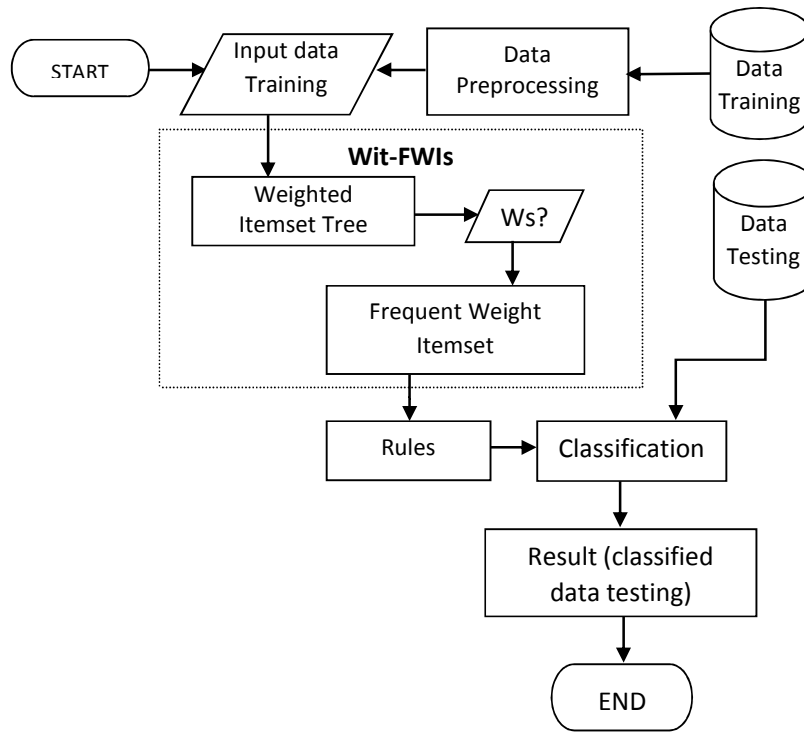 START
Input data
Training
Data
Preprocessing
Data
Training
Wit-FWIs
Weighted
Itemset Tree
Ws?
Data
Testing
Frequent Weight
Itemset
Rules
Classification
Result (classified
data testing)
END